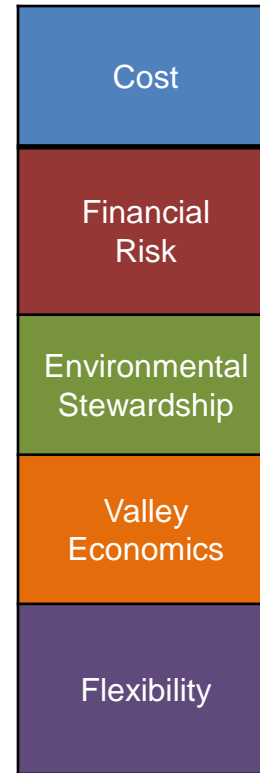 Cost
Financial
Risk
Environmental
Stewardship
Valley
Economics
Flexibility